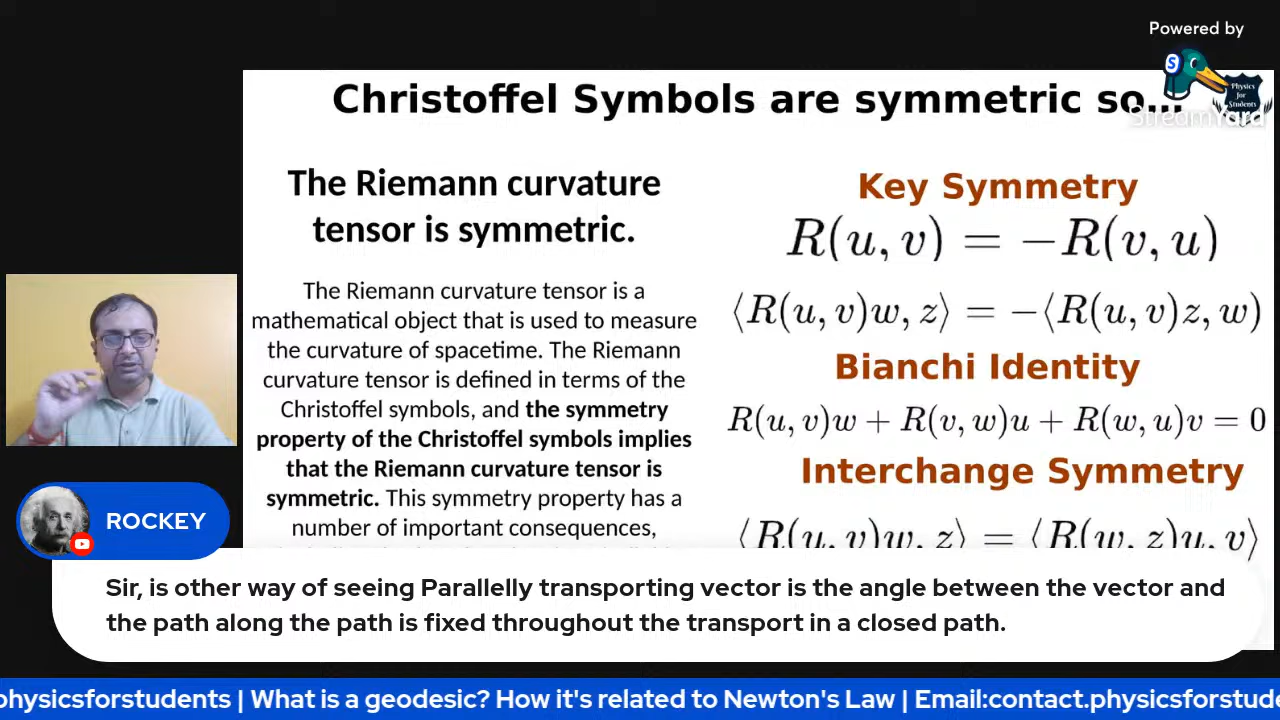 Powered by
StreamYard
Physics
for
Students
Christoffel Symbols are symmetric so...
The Riemann curvature
tensor is symmetric.
The Riemann curvature tensor is a
mathematical object that is used to measure
the curvature of spacetime. The Riemann
curvature tensor is defined in terms of the
Christoffel symbols, and the symmetry
property of the Christoffel symbols implies
that the Riemann curvature tensor is
symmetric. This symmetry property has a
number of important consequences,
Key Symmetry
R(u, v) = −R(v, u)
⟨R(u, v)w, z⟩ = −⟨R(u, v)z, w⟩
Bianchi Identity
R(u, v)w + R(v, w)u + R(w, u)v = 0
Interchange Symmetry
⟨R(u, v)w, z⟩ = ⟨R(w, z)u, v⟩
ROCKEY
Sir, is other way of seeing Parallelly transporting vector is the angle between the vector and
the path along the path is fixed throughout the transport in a closed path.
physicsforstudents | What is a geodesic? How it's related to Newton's Law | Email:contact.physicsforstude